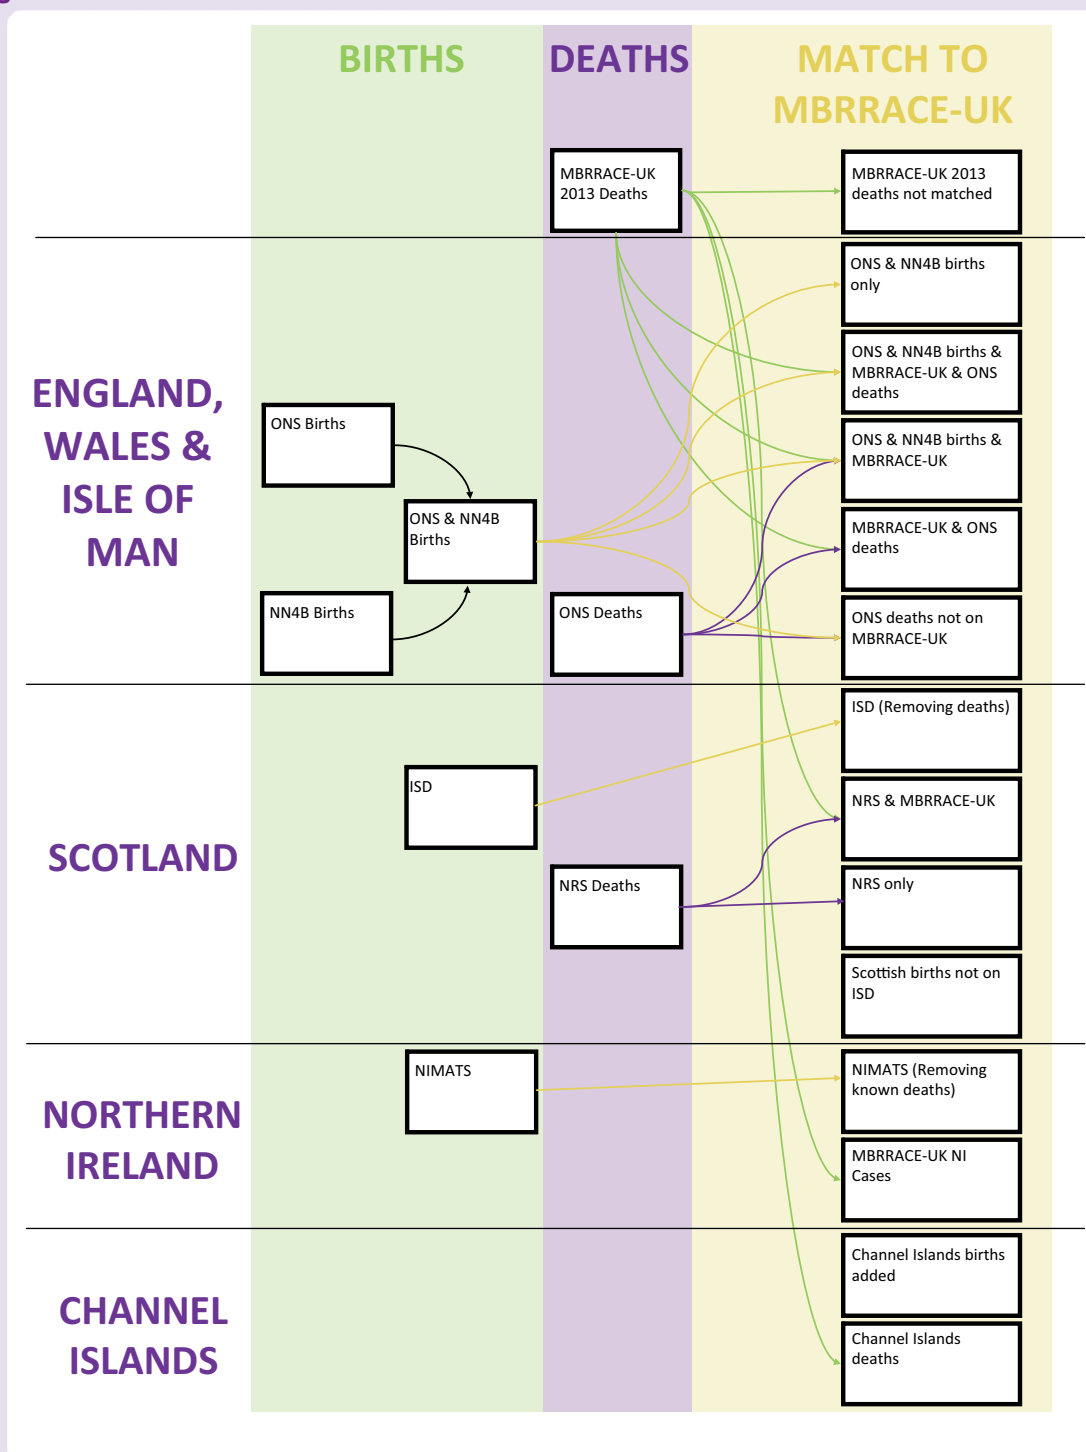 BIRTHS
DEATHS
MATCH TO
MBRRACE-UK
MBRRACE-UK
2013 Deaths
MBRRACE-UK 2013
deaths not matched
ENGLAND,
WALES &
ISLE OF
MAN
ONS Births
ONS & NN4B
Births
NN4B Births
ONS Deaths
ONS & NN4B births
only
ONS & NN4B births &
MBRRACE-UK & ONS
deaths
ONS & NN4B births &
MBRRACE-UK
MBRRACE-UK & ONS
deaths
ONS deaths not on
MBRRACE-UK
SCOTLAND
ISD
NRS Deaths
ISD (Removing deaths)
NRS & MBRRACE-UK
NRS only
Scottish births not on
ISD
NORTHERN
IRELAND
NIMATS
NIMATS (Removing
known deaths)
MBRRACE-UK NI
Cases
CHANNEL
ISLANDS
Channel Islands births
added
Channel Islands
deaths